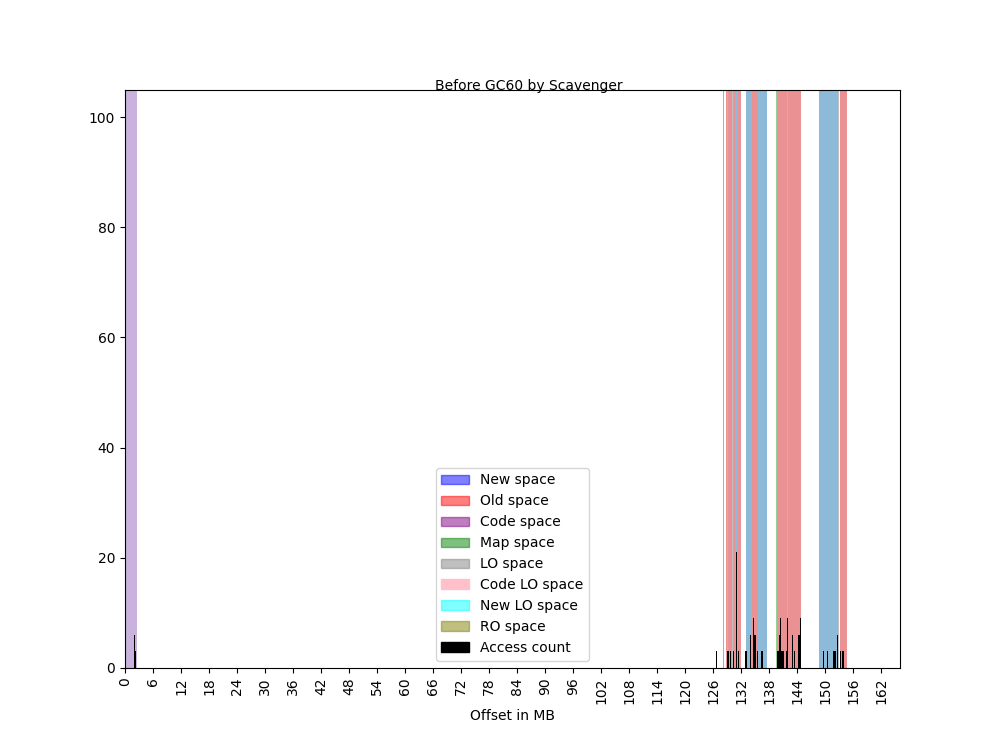 Before GC60 by Scavenger
100
80
60
40
20
0
New space
Old space
Code space
Map space
LO space
Code LO space
New LO space
RO space
Access count
0 6 12 18 24 30 36 42 48 54 60 66 72 78 84 90 96 102 108 114 120 126 132 138 144 150 156 162
Offset in MB